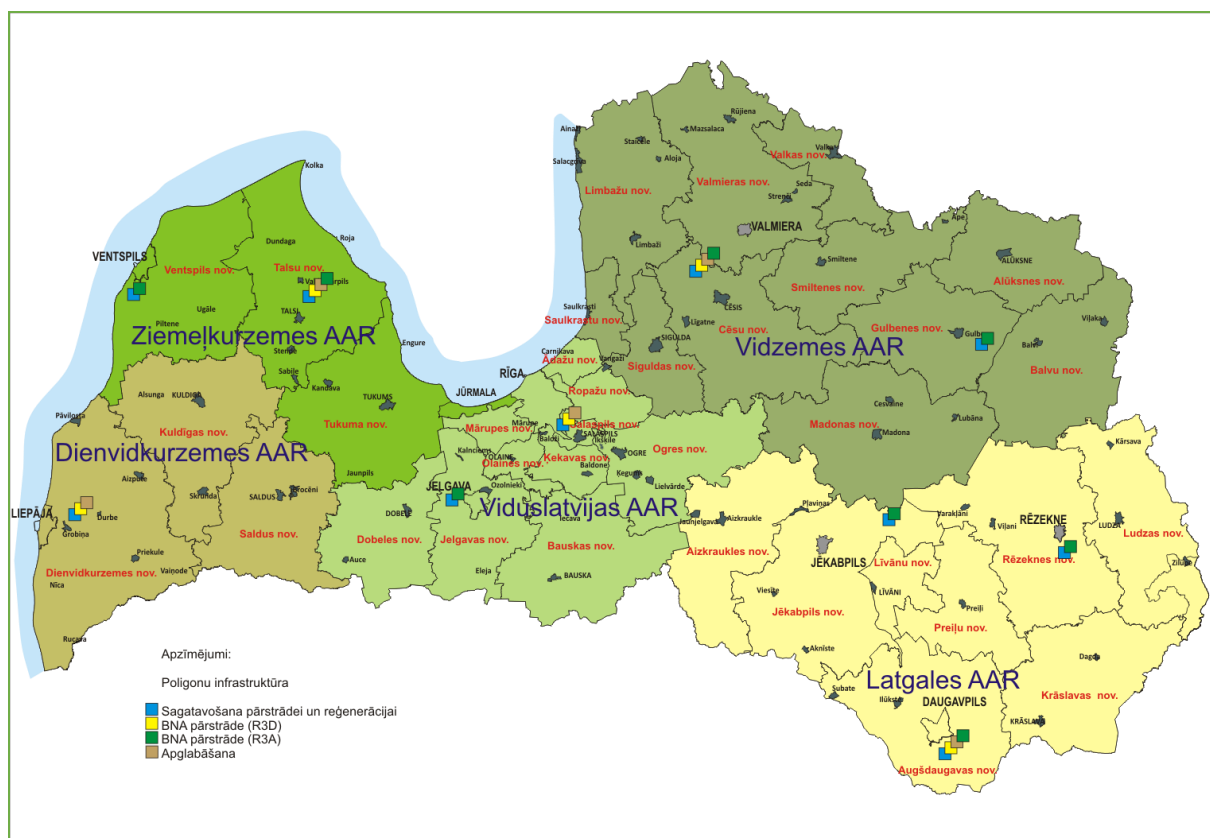 Kolka
VENTSPILS
Ventspils nov.
Dundaga
Roja
Talsu nov.
Ugāle
Piltene
TALSI
Ziemeļkurzemes AAR
Stende
Sabile
Kandava
Engure
TUKUMS
Tukuma nov.
Jaunpils
Alsunga
KULDĪGA
Pāvilosta
Kuldīgas nov.
Dienvidkurzemes AAR
Aizpute
Skrunda
SALDUS
Brocēni
LIEPĀJA
Durbe
Grobiņa
Saldus nov.
Priekule
Vaiņode
Dienvidkurzemes nov.
Nīca
Rucava
Ainaži
Salacgrīva
Staicele
Aloja
Mazsalaca
Rūjiena
Valka
Valkas nov.
Limbažu nov.
Valmieras nov.
Seda
Strenči
Limbaži
VALMIERA
Smiltene
Smiltenes nov.
Ape
ALŪKSNE
Alūksnes nov.
CĒSIS
Līgatne
Cēsu nov.
Saulkrasti
Saulkrastu nov.
SIGULDA
Siguldas nov.
Vidzemes AAR
Gulbenes nov.
Balvi
Viļaka
Balvu nov.
Cesvaine
Lubāna
Madonas nov.
Madona
Carnikava
Ādažu nov.
Vangaži
RĪGA
JŪRMALA
Ropažu nov.
Mārupes nov.
Mārupe
Baloži
SALASPILS
Ikšķile
OGRE
Ogres nov.
Kalnciems
OLAINE
Olaines nov.
Ķekavas nov.
Baldone
Ķegums
Lielvārde
JELGAVA
Ozolnieki
DOBELE
Viduslatvijas AAR
Iecava
Dobeles nov.
Jelgavas nov.
Bauskas nov.
Auce
Eleja
BAUSKA
Pļaviņas
Jaunjelgava
Aizkraukle
Aizkraukles nov.
JĒKABPILS
Varakļāni
Viļāni
RĒZEKNE
Rēzeknes nov.
Kārsava
LUDZA
Ludzas nov.
Zilupe
Līvānu nov.
LĪVĀNI
Viesīte
Jēkabpils nov.
Preiļi
Preiļu nov.
Aknīste
Dagda
Latgales AAR
Subate
Ilūkste
DAUGAVPILS
Krāslavas nov.
KRĀSLAVA
Augšdaugavas nov.
Apzīmējumi:
Poligonu infrastruktūra
Sagatavošana pārstrādei un reģenerācijai
BNA pārstrāde (R3D)
BNA pārstrāde (R3A)
Apglabāšana